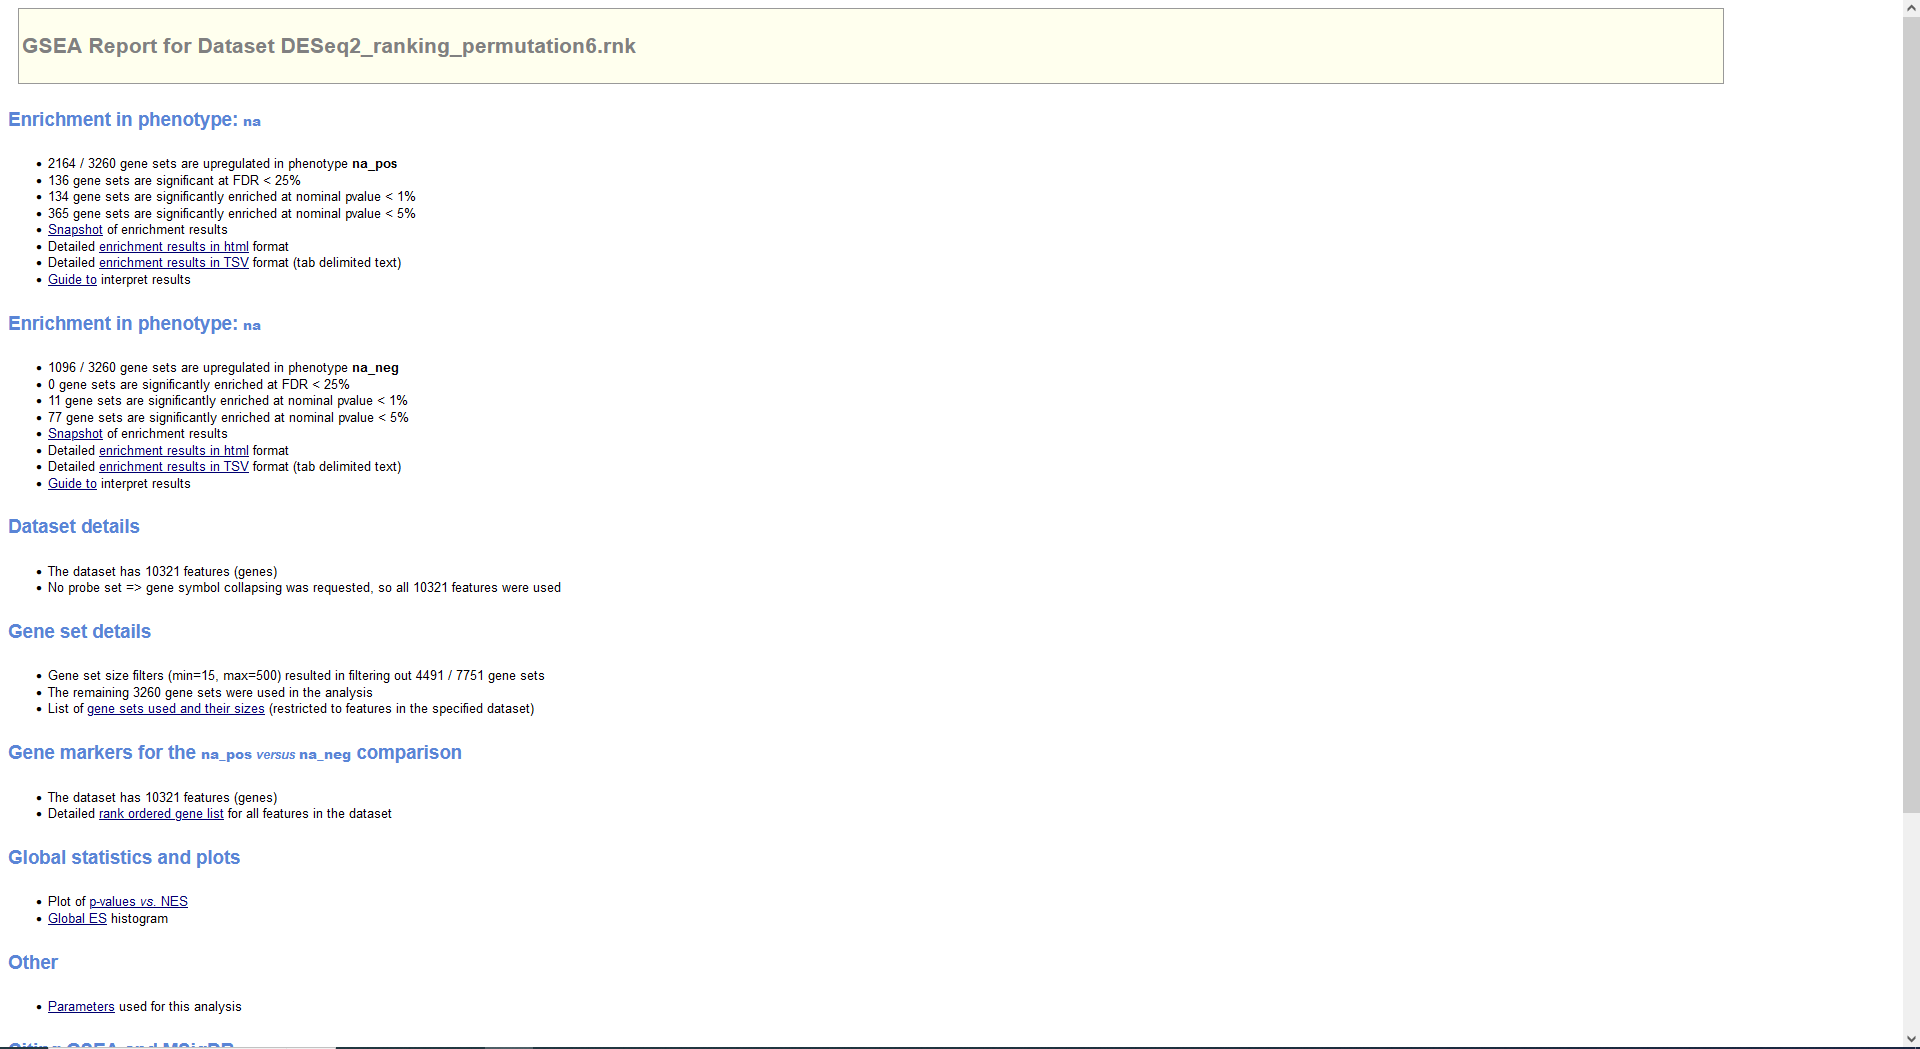 GSEA Report for Dataset DESeq2_ranking_permutation6.rnk
Enrichment in phenotype: na
• 2164 / 3260 gene sets are upregulated in phenotype na_pos
• 136 gene sets are significant at FDR < 25%
• 134 gene sets are significantly enriched at nominal pvalue < 1%
• 365 gene sets are significantly enriched at nominal pvalue < 5%
• Snapshot of enrichment results
• Detailed enrichment results in html format
• Detailed enrichment results in TSV format (tab delimited text)
• Guide to interpret results
Enrichment in phenotype: na
• 1096 / 3260 gene sets are upregulated in phenotype na_neg
• 0 gene sets are significantly enriched at FDR < 25%
• 11 gene sets are significantly enriched at nominal pvalue < 1%
• 77 gene sets are significantly enriched at nominal pvalue < 5%
• Snapshot of enrichment results
• Detailed enrichment results in html format
• Detailed enrichment results in TSV format (tab delimited text)
• Guide to interpret results
Dataset details
• The dataset has 10321 features (genes)
• No probe set => gene symbol collapsing was requested, so all 10321 features were used
Gene set details
• Gene set size filters (min=15, max=500) resulted in filtering out 4491 / 7751 gene sets
• The remaining 3260 gene sets were used in the analysis
• List of gene sets used and their sizes (restricted to features in the specified dataset)
Gene markers for the na_pos versus na_neg comparison
• The dataset has 10321 features (genes)
• Detailed rank ordered gene list for all features in the dataset
Global statistics and plots
• Plot of p-values vs. NES
• Global ES histogram
Other
• Parameters used for this analysis
Citing GSEA and MSigDB